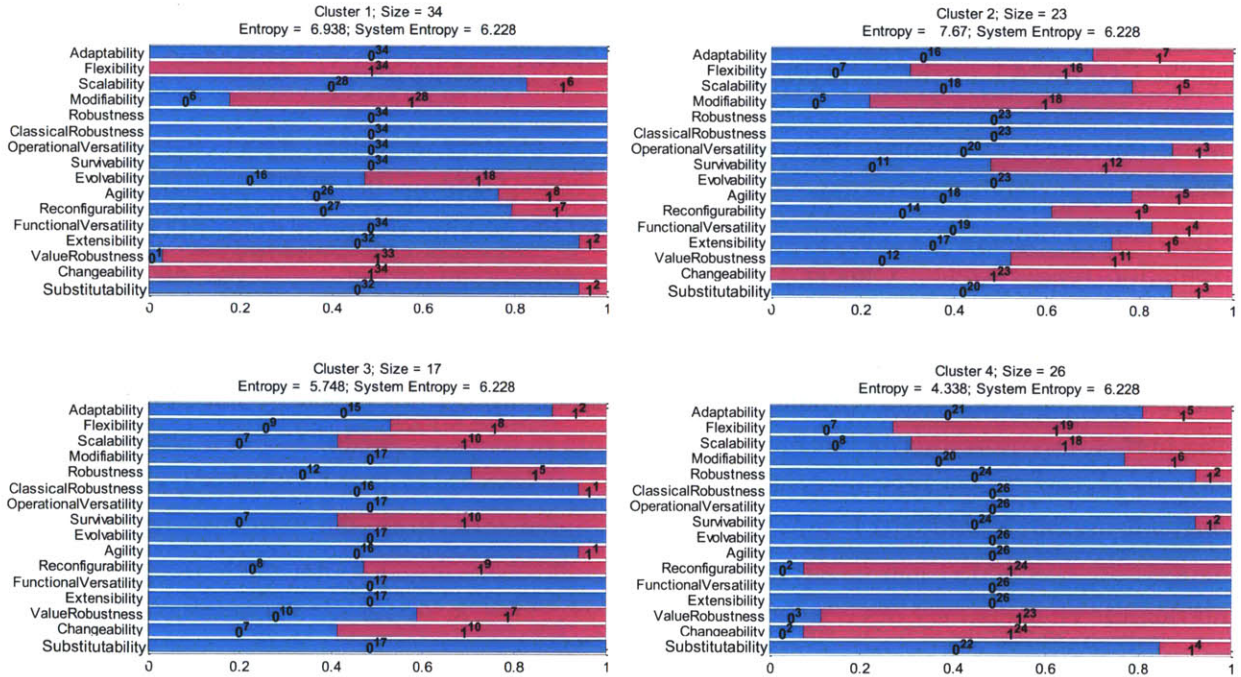 Cluster 1; Size = 34
Entropy = 6.938; System Entropy = 6.228
Adaptability 0^34
Flexibility 1^34
Scalability 0^28 1^6
Modifiability 0^6 1^28
Robustness 0^34
ClassicalRobustness 0^34
OperationalVersatility 0^34
Survivability 0^34
Evolvability 0^16 1^18
Agility 0^26 1^8
Reconfigurability 0^27 1^7
FunctionalVersatility 0^34
Extensibility 0^32 1^2
ValueRobustness 0^1 1^33
Changeability 1^34
Substitutability 0^32 1^2
0 0.2 0.4 0.6 0.8 1
Cluster 2; Size = 23
Entropy = 7.67; System Entropy = 6.228
Adaptability 0^16 1^7
Flexibility 0^7 1^16
Scalability 0^18 1^5
Modifiability 0^5 1^18
Robustness 0^23
ClassicalRobustness 0^23
OperationalVersatility 0^20 1^3
Survivability 0^11 1^12
Evolvability 0^23
Agility 0^18 1^5
Reconfigurability 0^14 1^9
FunctionalVersatility 0^19 1^4
Extensibility 0^17 1^6
ValueRobustness 0^12 1^11
Changeability 1^23
Substitutability 0^20 1^3
0 0.2 0.4 0.6 0.8 1
Cluster 3; Size = 17
Entropy = 5.748; System Entropy = 6.228
Adaptability 0^15 1^2
Flexibility 0^9 1^8
Scalability 0^7 1^10
Modifiability 0^17
Robustness 0^12 1^5
ClassicalRobustness 0^16 1^1
OperationalVersatility 0^17
Survivability 0^7 1^10
Evolvability 0^17
Agility 0^16 1^1
Reconfigurability 0^8 1^9
FunctionalVersatility 0^17
Extensibility 0^17
ValueRobustness 0^10 1^7
Changeability 0^7 1^10
Substitutability 0^17
0 0.2 0.4 0.6 0.8 1
Cluster 4; Size = 26
Entropy = 4.338; System Entropy = 6.228
Adaptability 0^21 1^5
Flexibility 0^7 1^19
Scalability 0^8 1^18
Modifiability 0^20 1^6
Robustness 0^24 1^2
ClassicalRobustness 0^26
OperationalVersatility 0^26
Survivability 0^24 1^2
Evolvability 0^26
Agility 0^26
Reconfigurability 0^2 1^24
FunctionalVersatility 0^26
Extensibility 0^26
ValueRobustness 0^3 1^23
Changeability 0^2 1^24
Substitutability 0^22 1^4
0 0.2 0.4 0.6 0.8 1